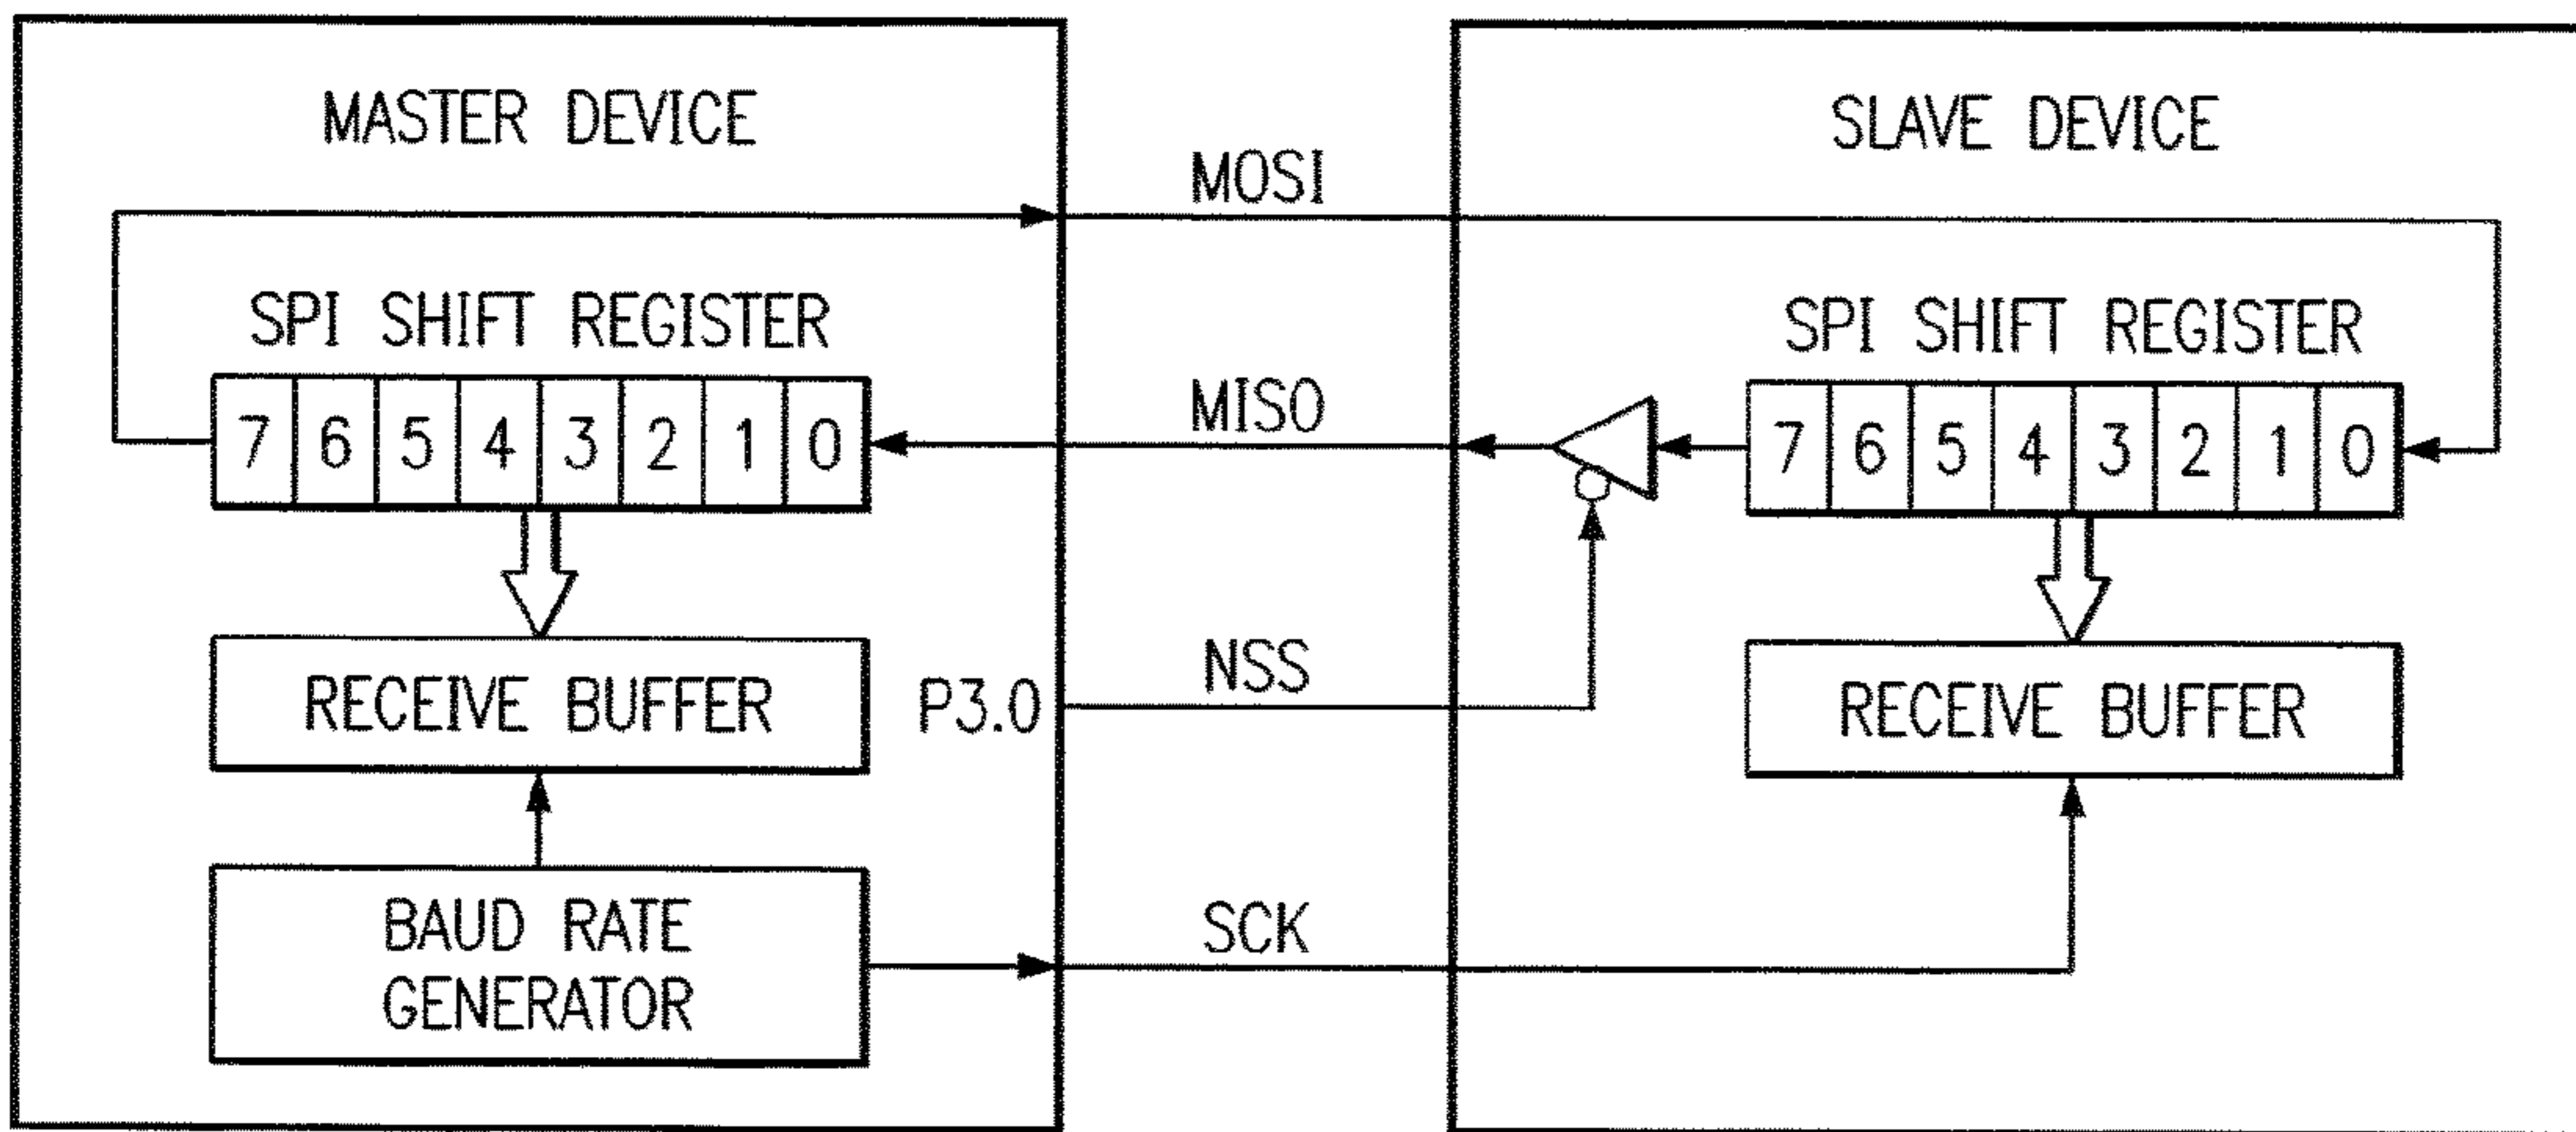 MASTER DEVICE
SLAVE DEVICE
MOSI
SPI SHIFT REGISTER
SPI SHIFT REGISTER
7 6 5 4 3 2 1 0
MISO
7 6 5 4 3 2 1 0
RECEIVE BUFFER
P3.0
NSS
RECEIVE BUFFER
BAUD RATE
GENERATOR
SCK